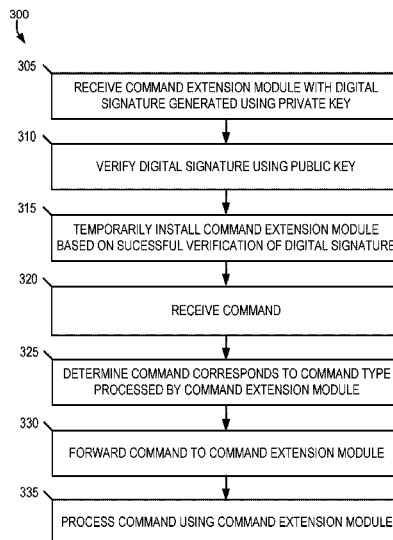 300
305
RECEIVE COMMAND EXTENSION MODULE WITH DIGITAL
SIGNATURE GENERATED USING PRIVATE KEY
310
VERIFY DIGITAL SIGNATURE USING PUBLIC KEY
315
TEMPORARILY INSTALL COMMAND EXTENSION MODULE
BASED ON SUCESSFUL VERIFICATION OF DIGITAL SIGNATURE
320
RECEIVE COMMAND
325
DETERMINE COMMAND CORRESPONDS TO COMMAND TYPE
PROCESSED BY COMMAND EXTENSION MODULE
330
FORWARD COMMAND TO COMMAND EXTENSION MODULE
335
PROCESS COMMAND USING COMMAND EXTENSION MODULE